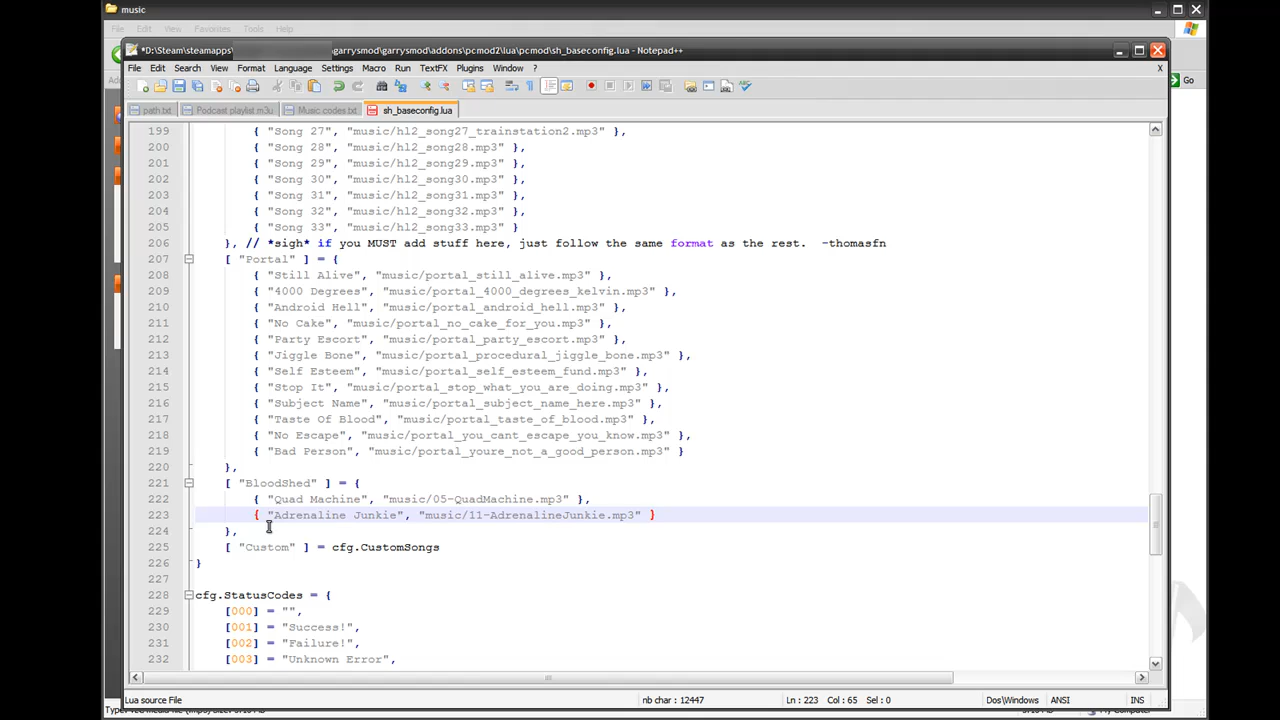 music
File Edit View Favorites Tools Help
*D:\Steam\steamapps\ garrysmod\garrysmod\addons\pcmod2\lua\pcmod\sh_baseconfig.lua - Notepad++
File Edit Search View Format Language Settings Macro Run TextFX Plugins Window ? X
Go
path.txt Podcast playlist m3u Music codes.txt sh_baseconfig.lua
199 { "Song 27", "music/hl2_song27_trainstation2.mp3" },
200 { "Song 28", "music/hl2_song28.mp3" },
201 { "Song 29", "music/hl2_song29.mp3" },
202 { "Song 30", "music/hl2_song30.mp3" },
203 { "Song 31", "music/hl2_song31.mp3" },
204 { "Song 32", "music/hl2_song32.mp3" },
205 { "Song 33", "music/hl2_song33.mp3" }
206 }, // *sigh* if you MUST add stuff here, just follow the same format as the rest. -thomasfn
207 [ "Portal" ] = {
208 { "Still Alive", "music/portal_still_alive.mp3" },
209 { "4000 Degrees", "music/portal_4000_degrees_kelvin.mp3" },
210 { "Android Hell", "music/portal_android_hell.mp3" },
211 { "No Cake", "music/portal_no_cake_for_you.mp3" },
212 { "Party Escort", "music/portal_party_escort.mp3" },
213 { "Jiggle Bone", "music/portal_procedural_jiggle_bone.mp3" },
214 { "Self Esteem", "music/portal_self_esteem_fund.mp3" },
215 { "Stop It", "music/portal_stop_what_you_are_doing.mp3" },
216 { "Subject Name", "music/portal_subject_name_here.mp3" },
217 { "Taste Of Blood", "music/portal_taste_of_blood.mp3" },
218 { "No Escape", "music/portal_you_cant_escape_you_know.mp3" },
219 { "Bad Person", "music/portal_youre_not_a_good_person.mp3" }
220 },
221 [ "BloodShed" ] = {
222 { "Quad Machine", "music/05-QuadMachine.mp3" },
223 { "Adrenaline Junkie", "music/11-AdrenalineJunkie.mp3" }
224 },
225 [ "Custom" ] = cfg.CustomSongs
226 }
227
228 cfg.StatusCodes = {
229 [000] = "",
230 [001] = "Success!",
231 [002] = "Failure!",
232 [003] = "Unknown Error",
Lua source File nb char : 12447 Ln : 223 Col : 65 Sel : 0 Dos\Windows ANSI INS